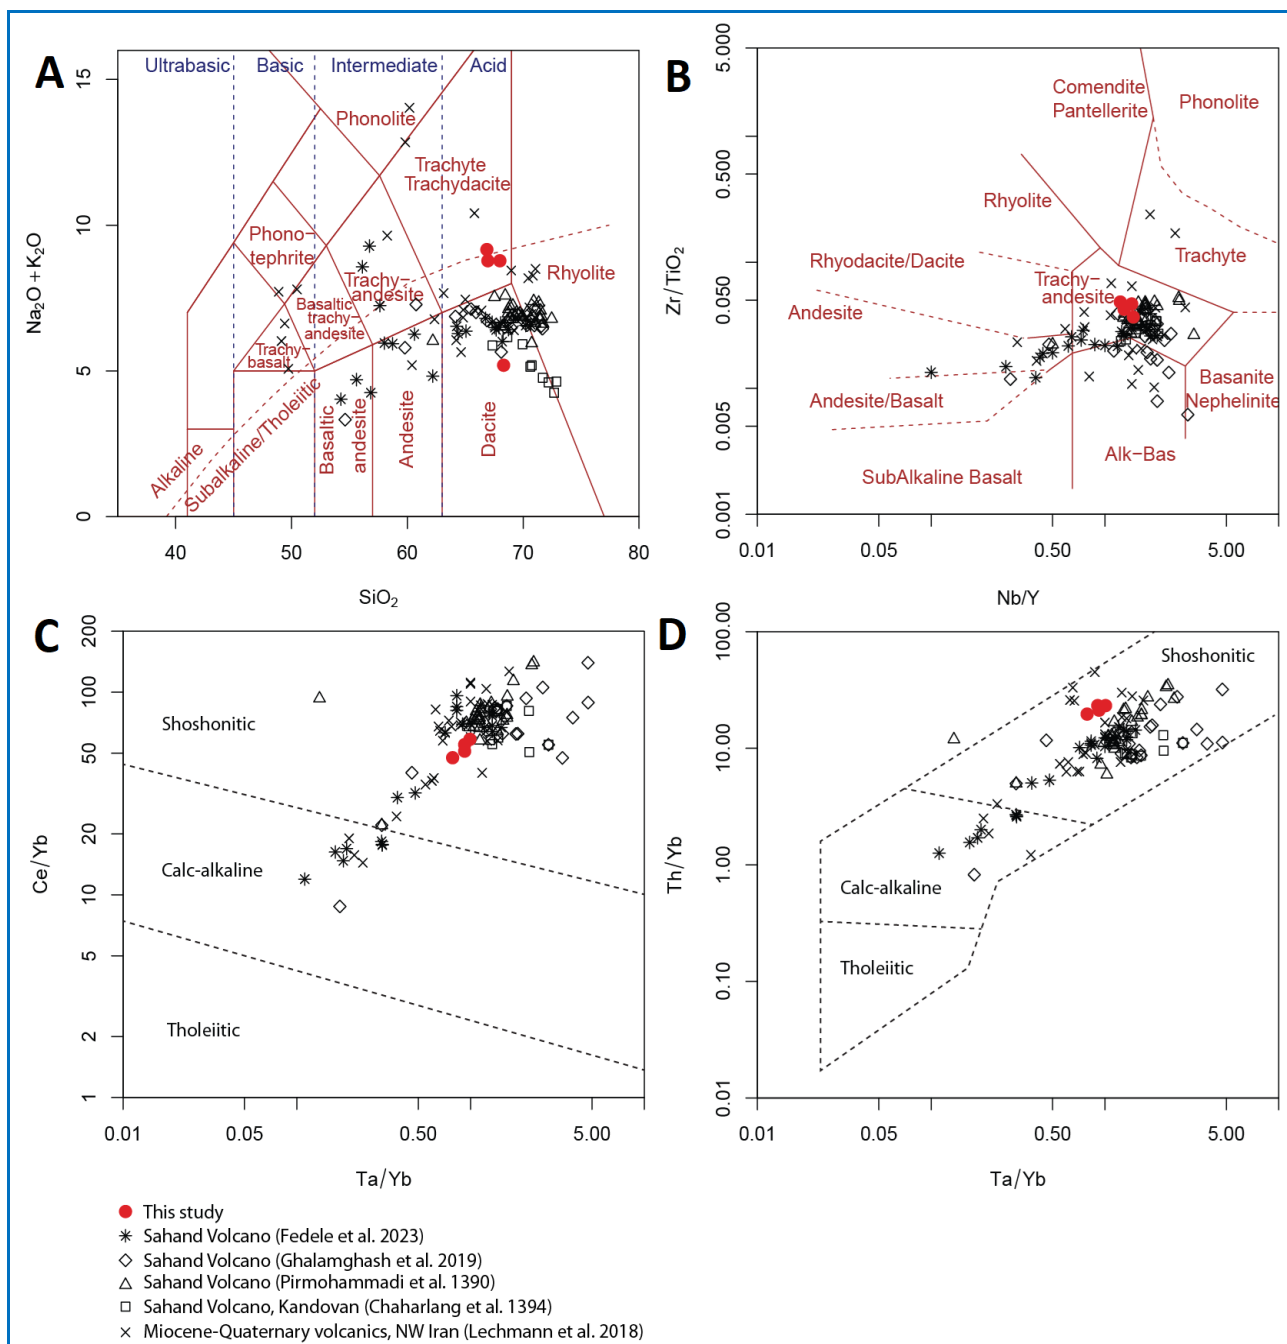 A
Ultrabasic
Basic
Intermediate
Acid
Phonolite
Trachyte
Trachydacite
Phono−
tephrite
Trachy−
andesite
Rhyolite
Basaltic
trachy−
andesite
Trachy−
basalt
Alkaline
Subalkaline/Tholeiitic
Basaltic
andesite
Andesite
Dacite
Na2O + K2O
0
5
10
15
40
50
60
70
80
SiO2
B
Comendite
Pantellerite
Phonolite
Rhyolite
Trachyte
Rhyodacite/Dacite
Trachy−
andesite
Andesite
Andesite/Basalt
Basanite
Nephelinite
Alk−Bas
SubAlkaline Basalt
Zr/TiO2
5.000
0.500
0.050
0.005
0.001
0.01
0.05
0.50
5.00
Nb/Y
C
Shoshonitic
Calc-alkaline
Tholeiitic
Ce/Yb
200
100
50
20
10
5
2
1
0.01
0.05
0.50
5.00
Ta/Yb
D
Shoshonitic
Calc-alkaline
Tholeiitic
Th/Yb
100.00
10.00
1.00
0.10
0.01
0.01
0.05
0.50
5.00
Ta/Yb
This study
Sahand Volcano (Fedele et al. 2023)
Sahand Volcano (Ghalamghash et al. 2019)
Sahand Volcano (Pirmohammadi et al. 1390)
Sahand Volcano, Kandovan (Chaharlang et al. 1394)
Miocene-Quaternary volcanics, NW Iran (Lechmann et al. 2018)